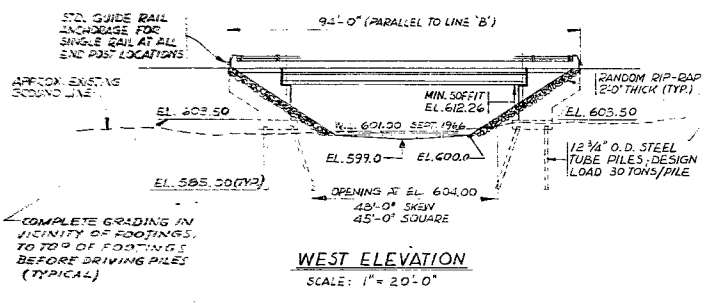 STD. GUIDE RAIL
ANCHORAGE FOR
SINGLE RAIL AT ALL
END POST LOCATIONS
94'-0" (PARALLEL TO LINE 'B')
APPROX. EXISTING
GROUND LINE
EL. 603.50
MIN. SOFFIT
EL. 612.26
RANDOM RIP-RAP
2'-0" THICK (TYP.)
EL. 603.50
W.L. 601.00 SEPT. 1966
EL. 599.0
EL. 600.0
12 3/4" O.D. STEEL
TUBE PILES; DESIGN
LOAD 30 TONS/PILE
EL. 585.00 (TYP.)
OPENING AT EL. 604.00
48'-0" SKEW
45'-0" SQUARE
COMPLETE GRADING IN
VICINITY OF FOOTINGS,
TO TOP OF FOOTINGS
BEFORE DRIVING PILES
(TYPICAL)
WEST ELEVATION
SCALE: 1" = 20'-0"